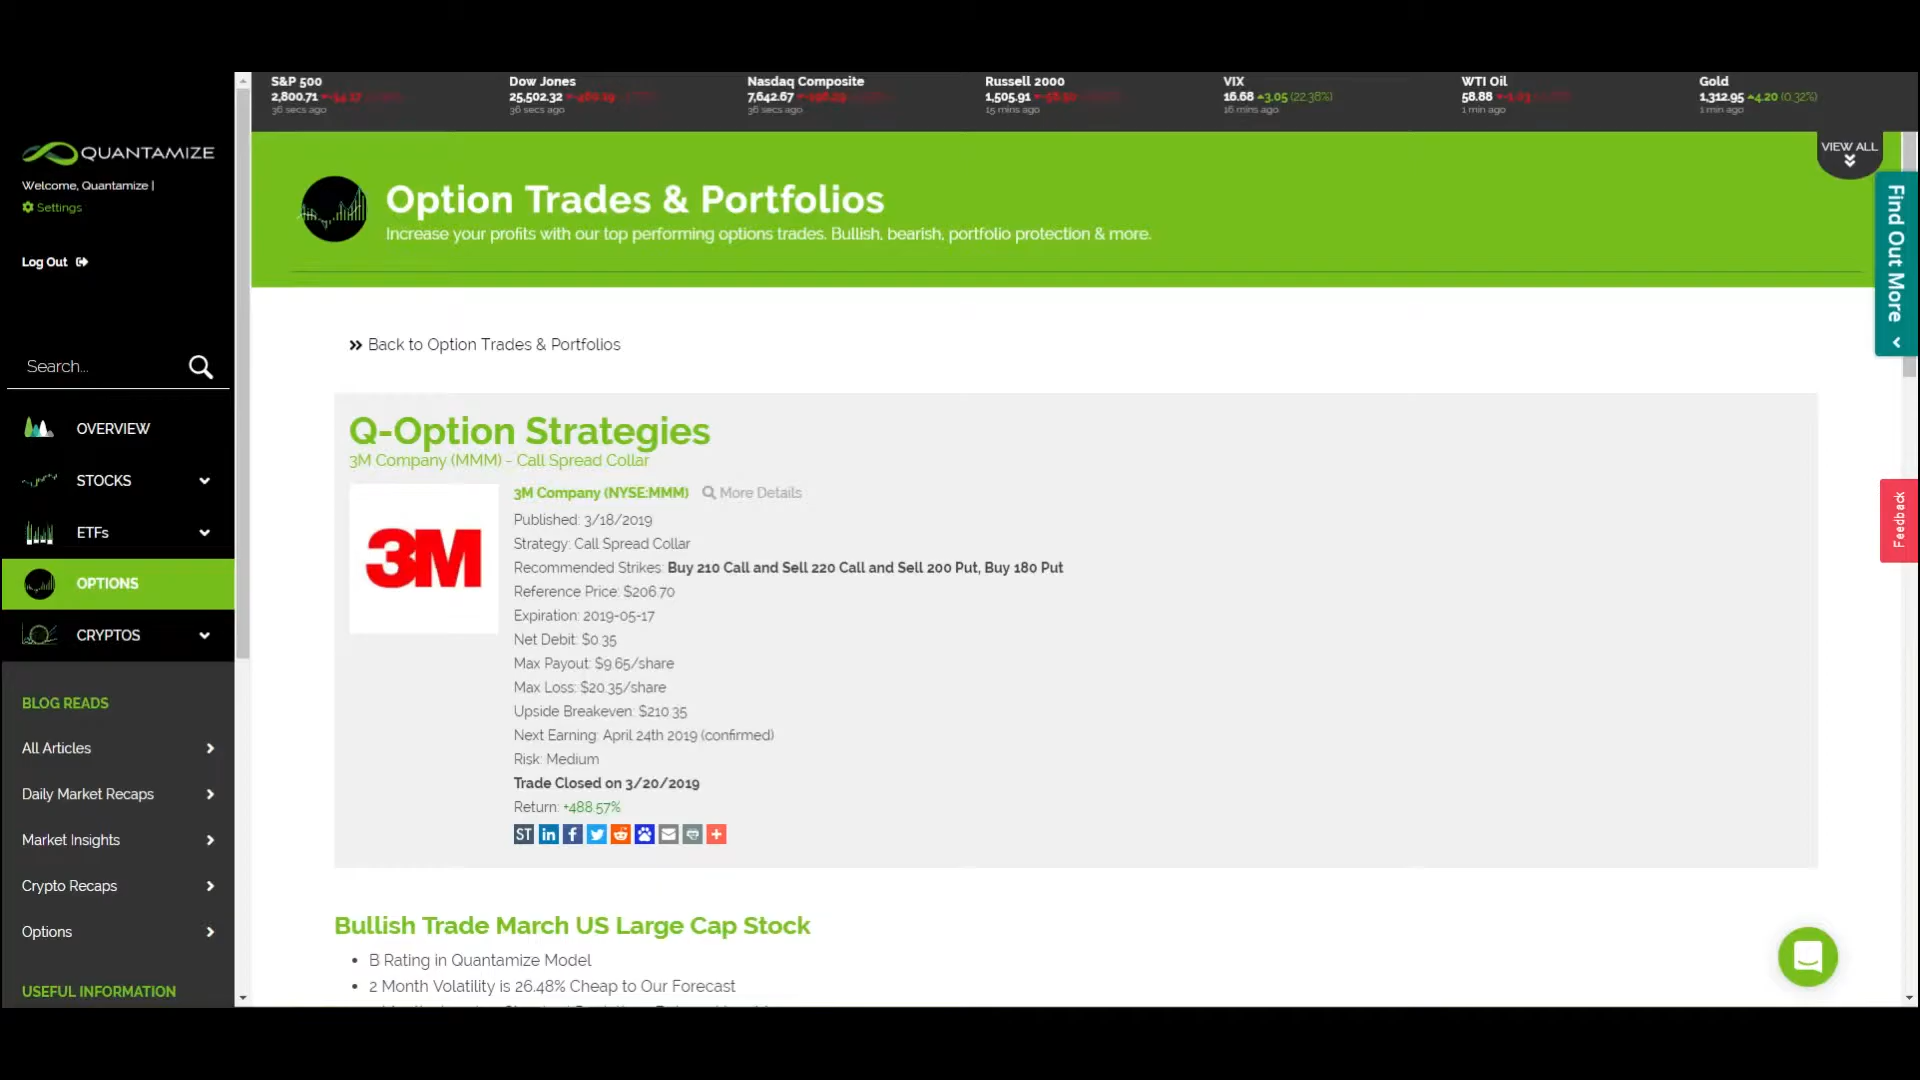 S&P 500
2,800.71
36 secs ago
Dow Jones
25,502.32
36 secs ago
Nasdaq Composite
7,642.67
36 secs ago
Russell 2000
1,505.91
15 mins ago
VIX
16.68 3.05 (22.38%)
16 mins ago
WTI Oil
58.88
1 min ago
Gold
1,312.95 4.20 (0.32%)
1 min ago
VIEW ALL
Find Out More
Feedback
QUANTAMIZE
Welcome, Quantamize |
Settings
Log Out
Search...
OVERVIEW
STOCKS
ETFs
OPTIONS
CRYPTOS
BLOG READS
All Articles
Daily Market Recaps
Market Insights
Crypto Recaps
Options
USEFUL INFORMATION
Option Trades & Portfolios
Increase your profits with our top performing options trades. Bullish, bearish, portfolio protection & more.
Back to Option Trades & Portfolios
Q-Option Strategies
3M Company (MMM) - Call Spread Collar
3M
3M Company (NYSE:MMM) More Details
Published: 3/18/2019
Strategy: Call Spread Collar
Recommended Strikes: Buy 210 Call and Sell 220 Call and Sell 200 Put, Buy 180 Put
Reference Price: $206.70
Expiration: 2019-05-17
Net Debit: $0.35
Max Payout: $9.65/share
Max Loss: $20.35/share
Upside Breakeven: $210.35
Next Earning: April 24th 2019 (confirmed)
Risk: Medium
Trade Closed on 3/20/2019
Return: +488.57%
ST in f
Bullish Trade March US Large Cap Stock
• B Rating in Quantamize Model
• 2 Month Volatility is 26.48% Cheap to Our Forecast